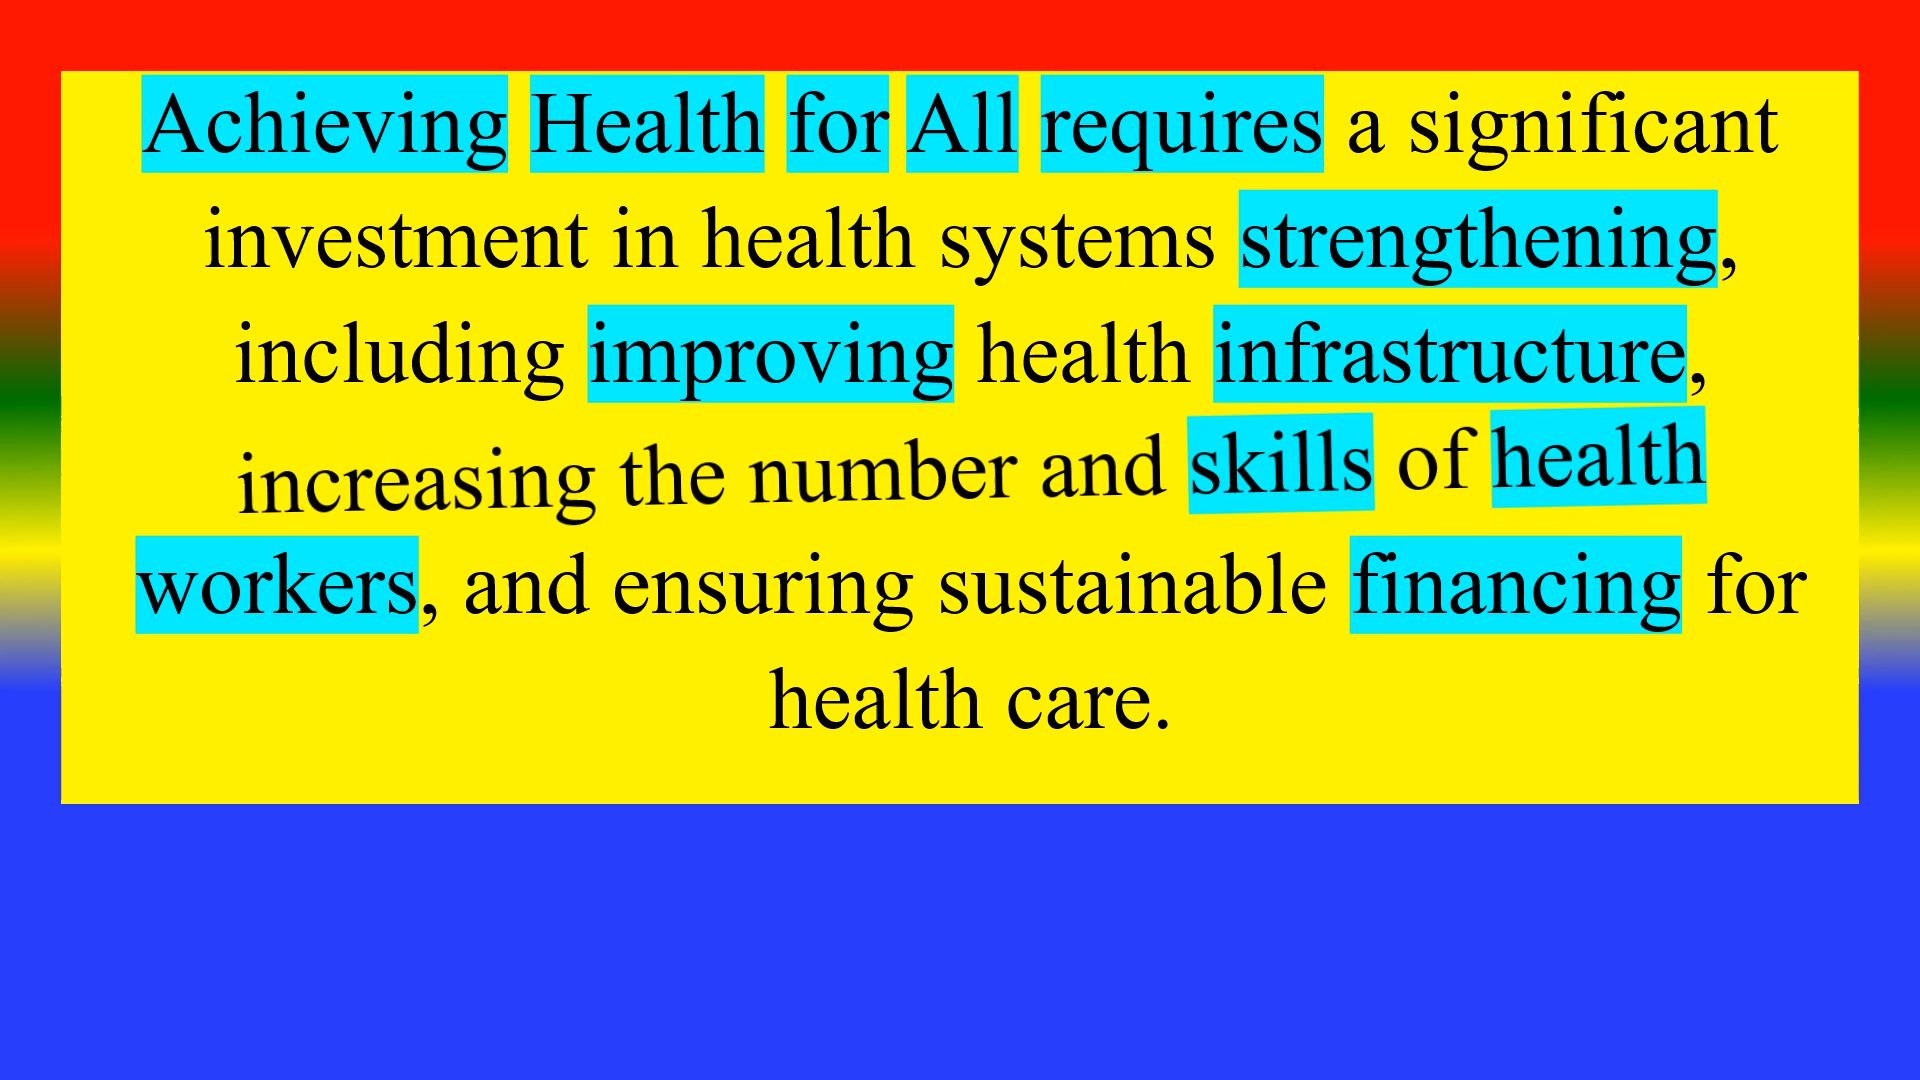 Achieving Health for All requires a significant
investment in health systems strengthening,
including improving health infrastructure,
increasing the number and skills of health
workers, and ensuring sustainable financing for
health care.